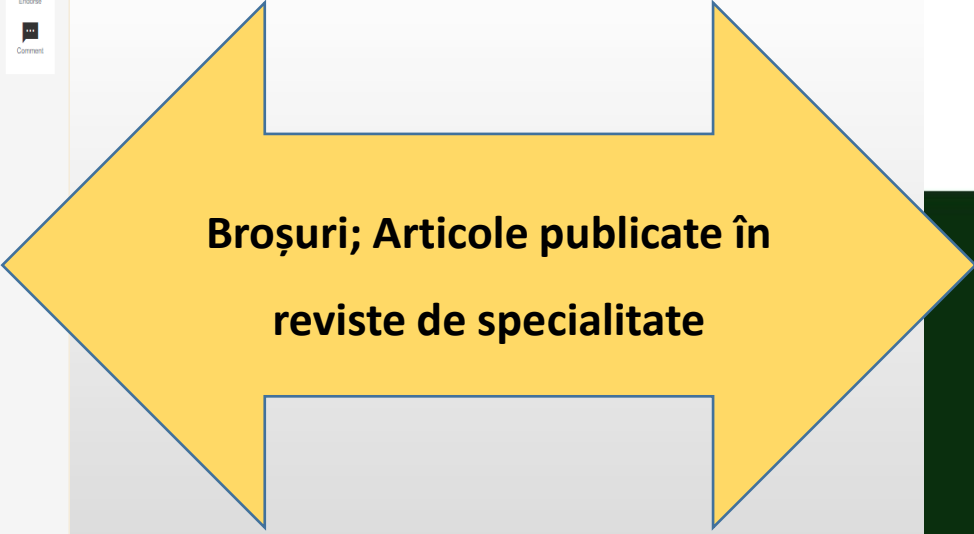 Endorse
Comment
Broșuri; Articole publicate în
reviste de specialitate